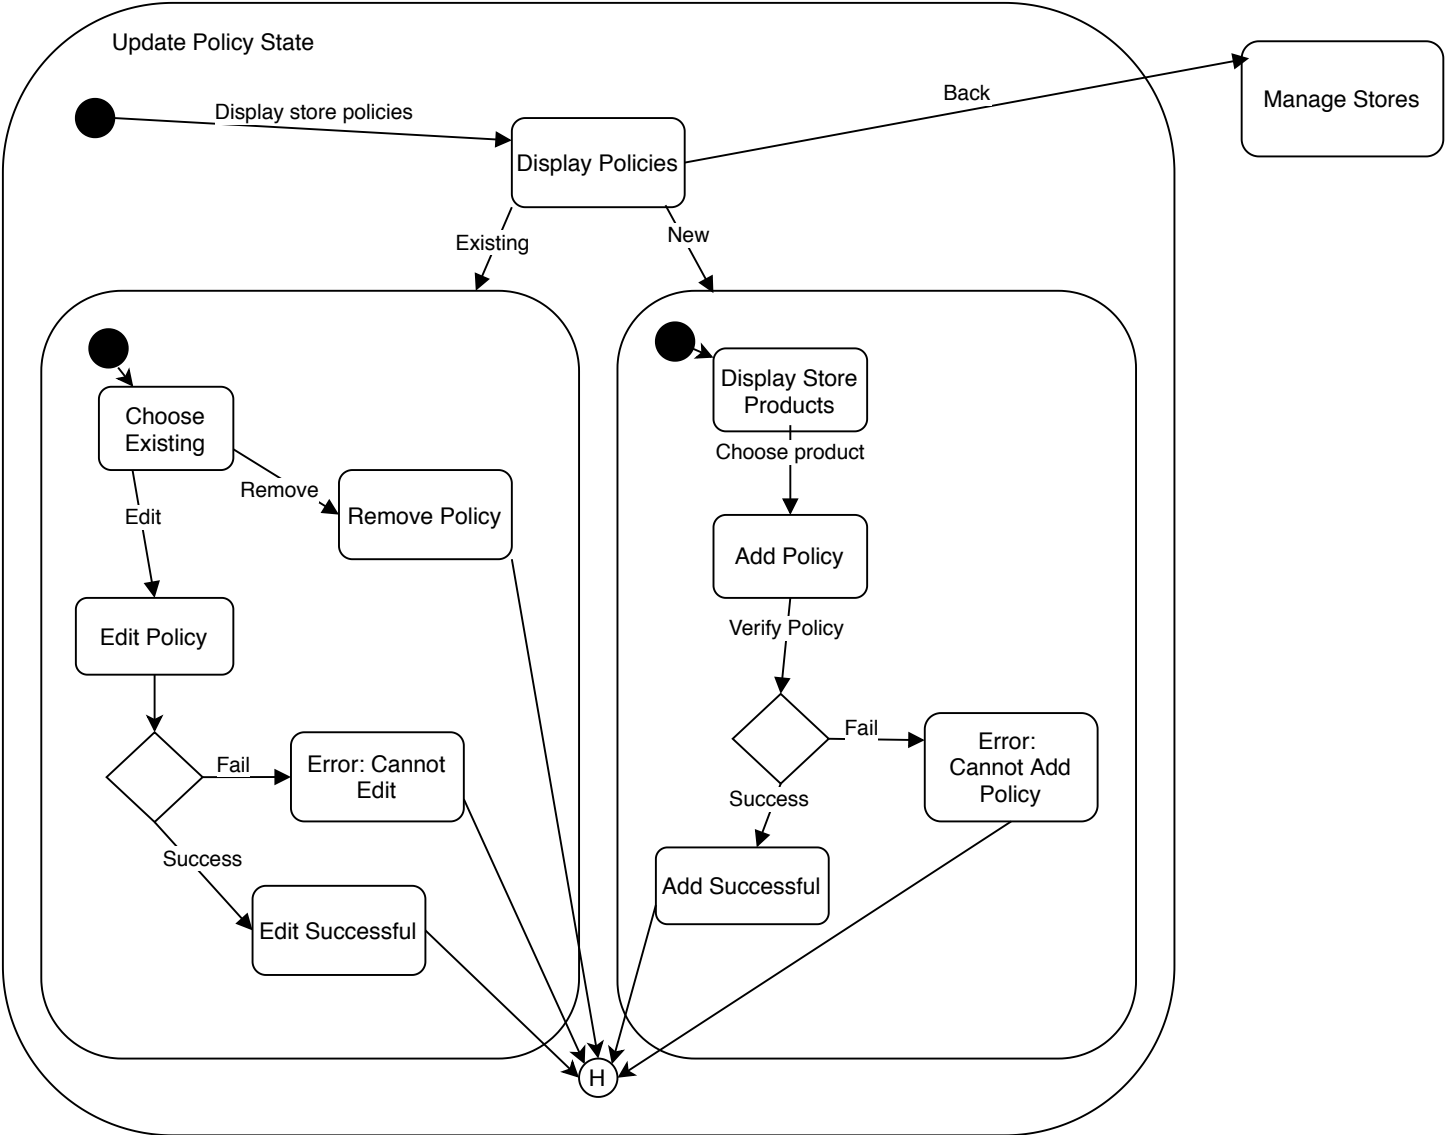 Update Policy State
Display store policies
Back
Manage Stores
Display Policies
Existing
New
Choose
Existing
Remove
Remove Policy
Edit
Edit Policy
Fail
Error: Cannot
Edit
Success
Edit Successful
Display Store
Products
Choose product
Add Policy
Verify Policy
Fail
Error:
Cannot Add
Policy
Success
Add Successful
H